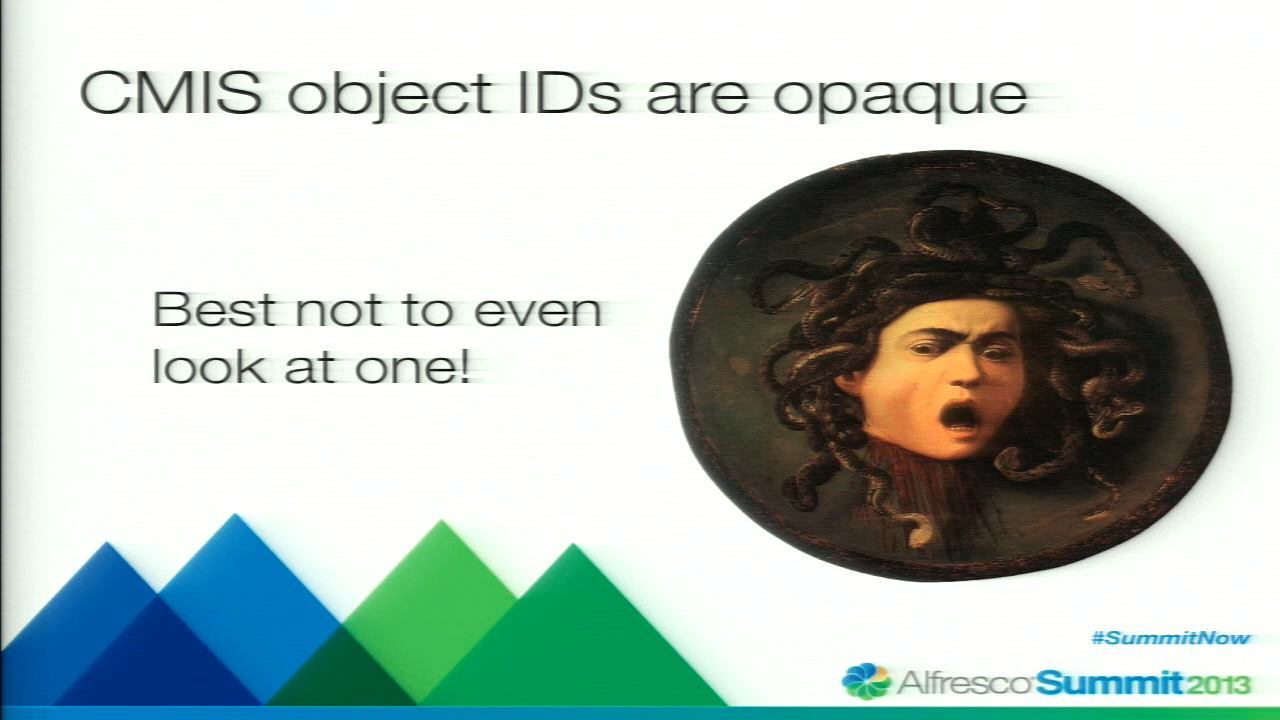 CMIS object IDs are opaque
Best not to even
look at one!
#SummitNow
Alfresco Summit 2013